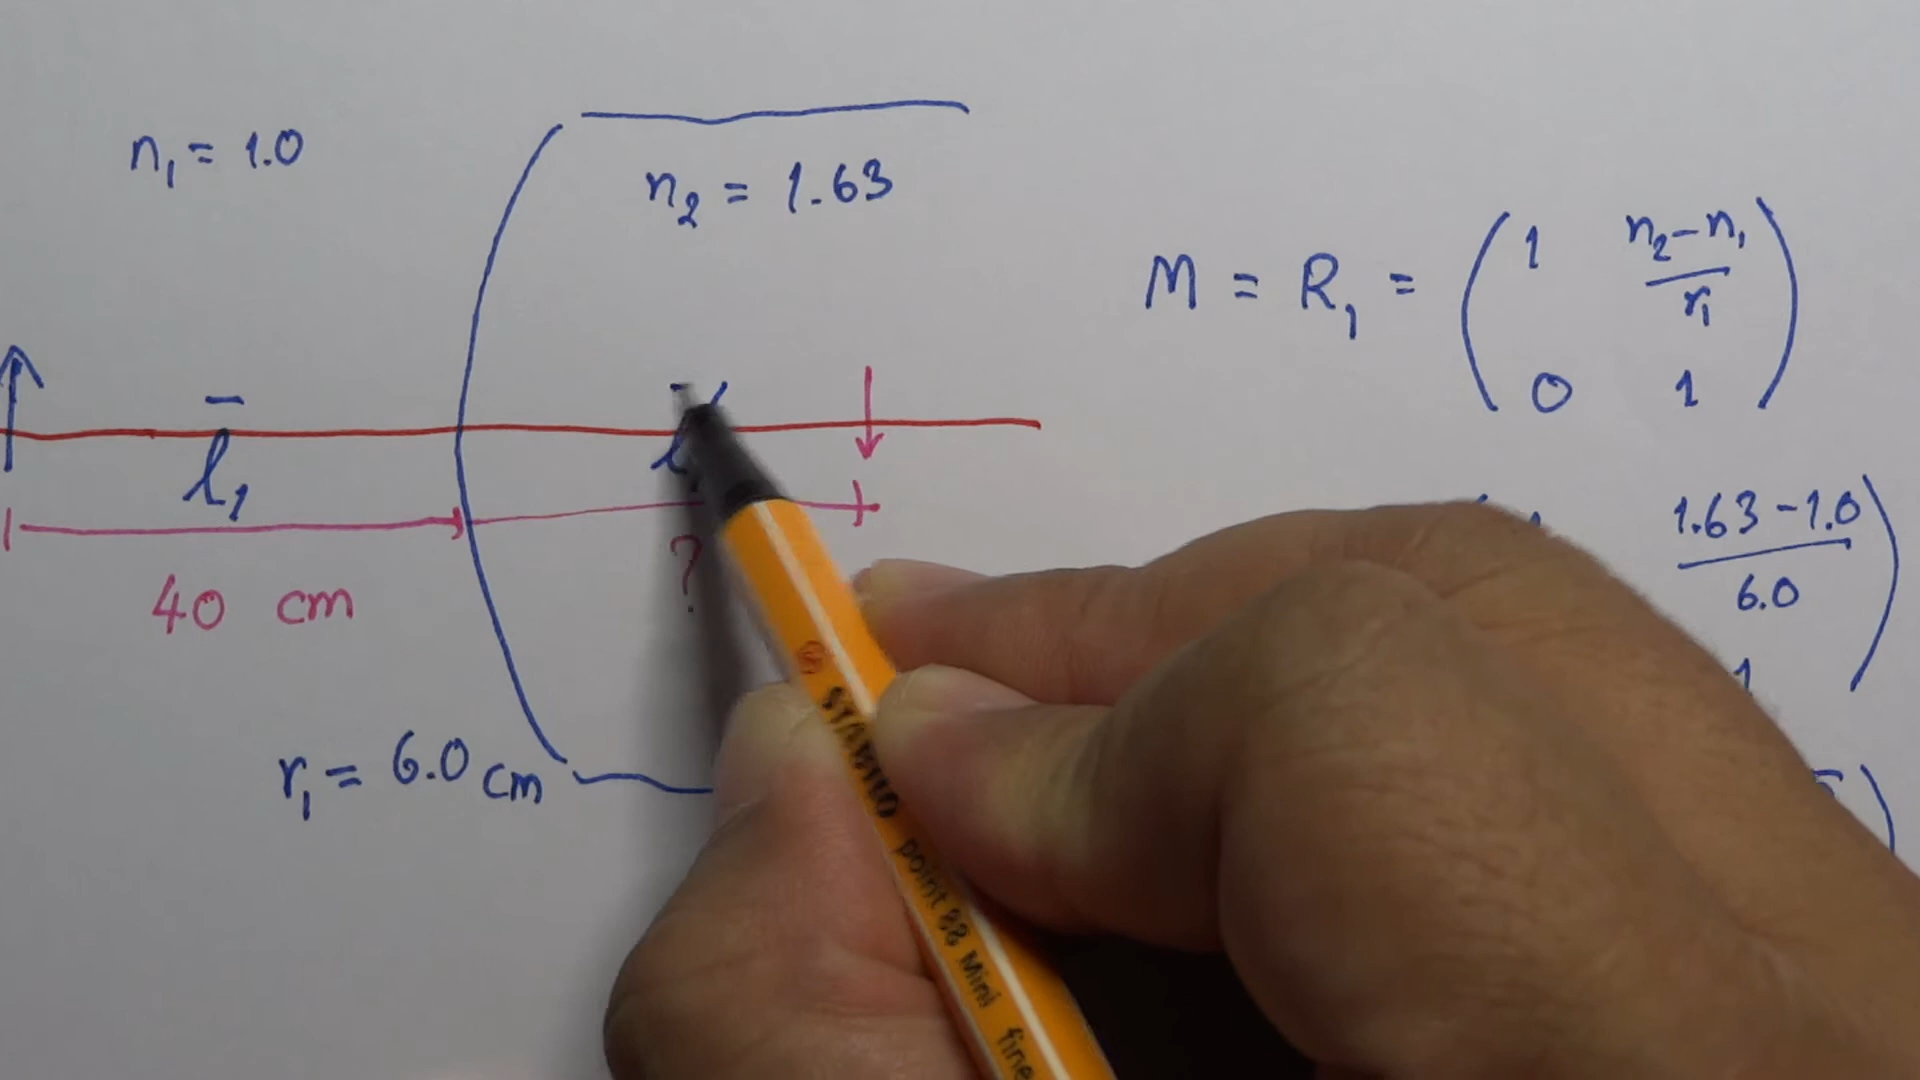 n₁ = 1.0
n₂ = 1.63
M = R₁ = ( 1 (n₂-n₁)/r₁
0 1 )
l̄₁
?
40 cm
1.63 -1.0
6.0
1
r₁ = 6.0 cm
STABILO point 88 Mini fine